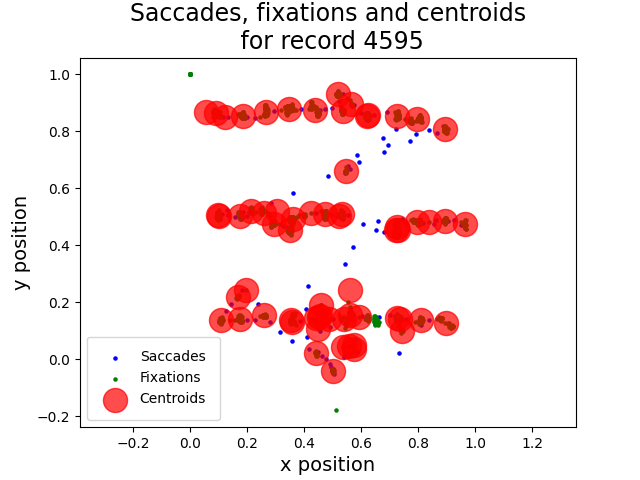 Saccades, fixations and centroids
for record 4595
1.0
0.8
0.6
0.4
0.2
0.0
−0.2
y position
Saccades
Fixations
Centroids
−0.2 0.0 0.2 0.4 0.6 0.8 1.0 1.2
x position